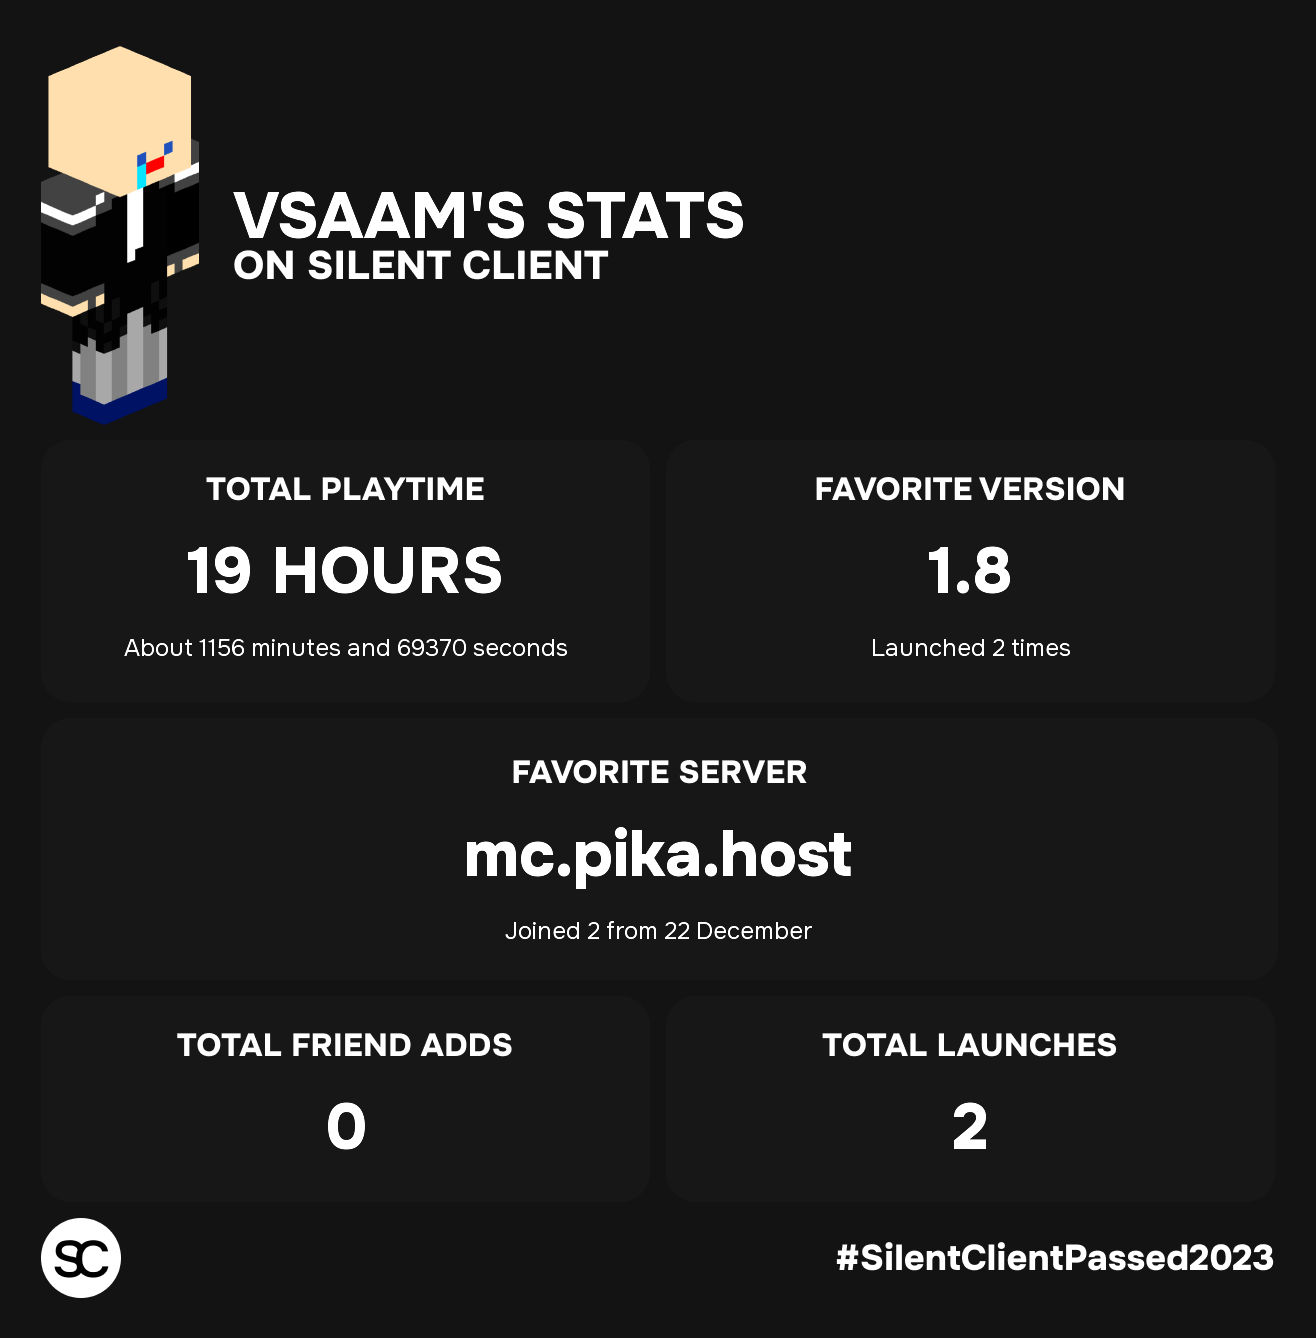 VSAAM'S STATS
ON SILENT CLIENT
TOTAL PLAYTIME
19 HOURS
About 1156 minutes and 69370 seconds
FAVORITE VERSION
1.8
Launched 2 times
FAVORITE SERVER
mc.pika.host
Joined 2 from 22 December
TOTAL FRIEND ADDS
0
TOTAL LAUNCHES
2
SC
#SilentClientPassed2023